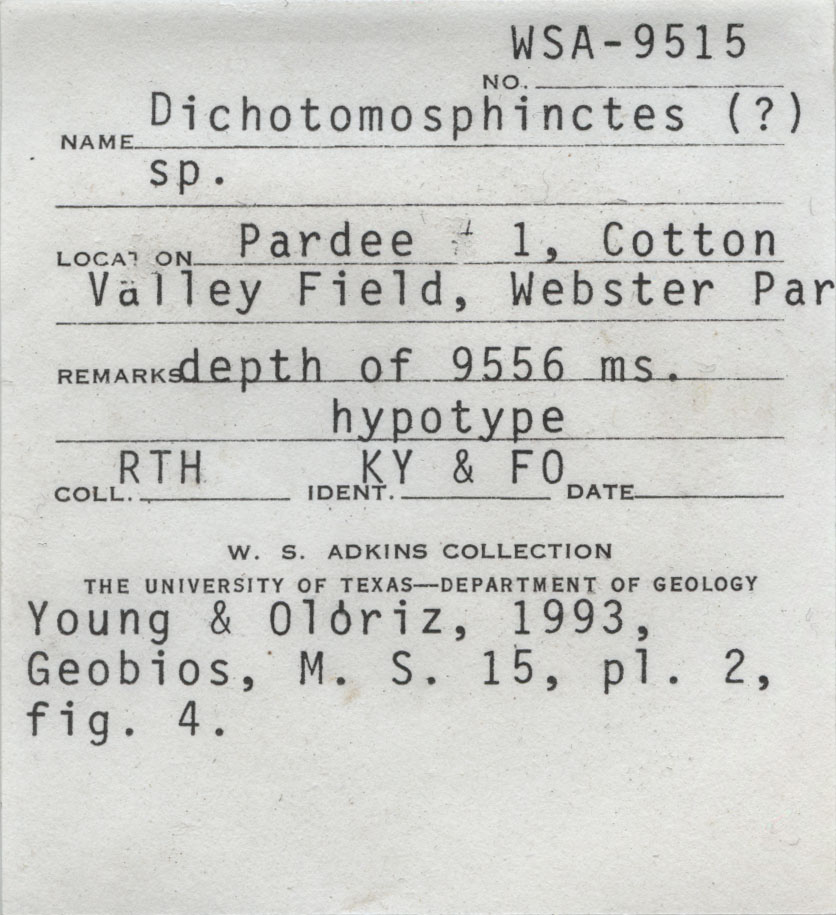 WSA-9515
NO.
Dichotomosphinctes (?)
NAME
sp.
LOCATION Pardee # 1, Cotton
Valley Field, Webster Par
REMARKS depth of 9556 ms.
hypotype
COLL. RTH IDENT. KY & FO DATE
W. S. ADKINS COLLECTION
THE UNIVERSITY OF TEXAS—DEPARTMENT OF GEOLOGY
Young & Olóriz, 1993,
Geobios, M. S. 15, pl. 2,
fig. 4.